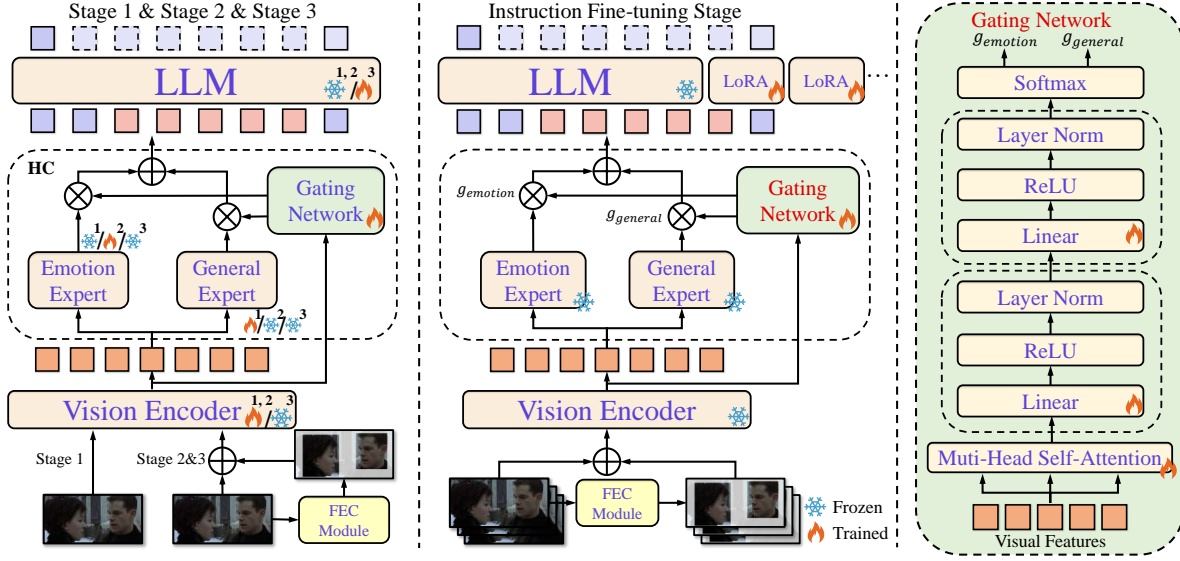 Stage 1 & Stage 2 & Stage 3
LLM
1, 2
/
3
HC
Gating
Network
1
/
2
/
3
Emotion
Expert
General
Expert
1
/
2
/
3
Vision Encoder
1, 2
/
3
Stage 1
Stage 2&3
FEC
Module
Instruction Fine-tuning Stage
LLM
LoRA
LoRA
...
g_emotion
g_general
Gating
Network
Emotion
Expert
General
Expert
Vision Encoder
FEC
Module
Frozen
Trained
Gating Network
g_emotion
g_general
Softmax
Layer Norm
ReLU
Linear
Layer Norm
ReLU
Linear
Muti-Head Self-Attention
Visual Features